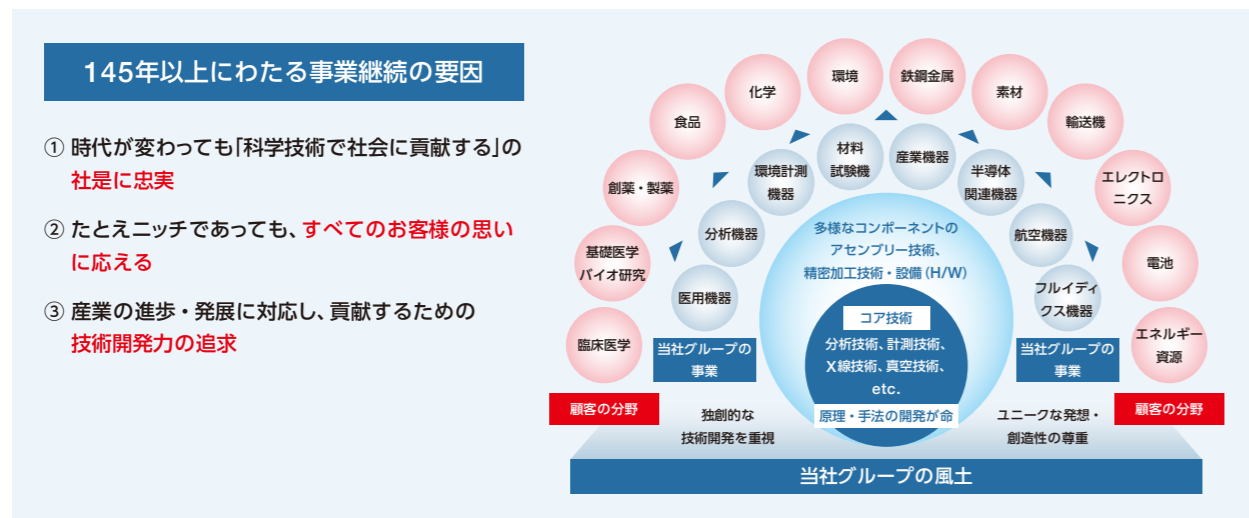 145年以上にわたる事業継続の要因
① 時代が変わっても「科学技術で社会に貢献する」の
社是に忠実
② たとえニッチであっても、すべてのお客様の思い
に応える
③ 産業の進歩・発展に対応し、貢献するための
技術開発力の追求
臨床医学
基礎医学
バイオ研究
創薬・製薬
食品
化学
環境
鉄鋼金属
素材
輸送機
エレクトロ
ニクス
電池
エネルギー
資源
医用機器
分析機器
環境計測
機器
材料
試験機
産業機器
半導体
関連機器
航空機器
フルイディ
クス機器
多様なコンポーネントの
アセンブリー技術、
精密加工技術・設備(H/W)
コア技術
分析技術、計測技術、
X線技術、真空技術、
etc.
原理・手法の開発が命
当社グループの
事業
当社グループの
事業
顧客の分野
顧客の分野
独創的な
技術開発を重視
ユニークな発想・
創造性の尊重
当社グループの風土